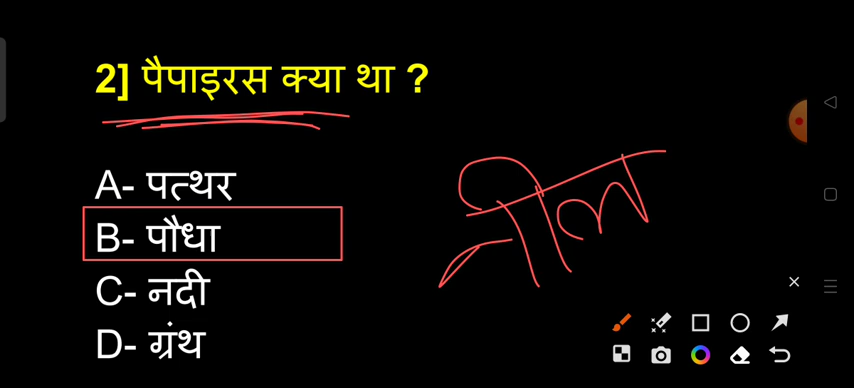 2] पैपाइरस क्या था ?
A- पत्थर
B- पौधा
C- नदी
D- ग्रंथ
नील